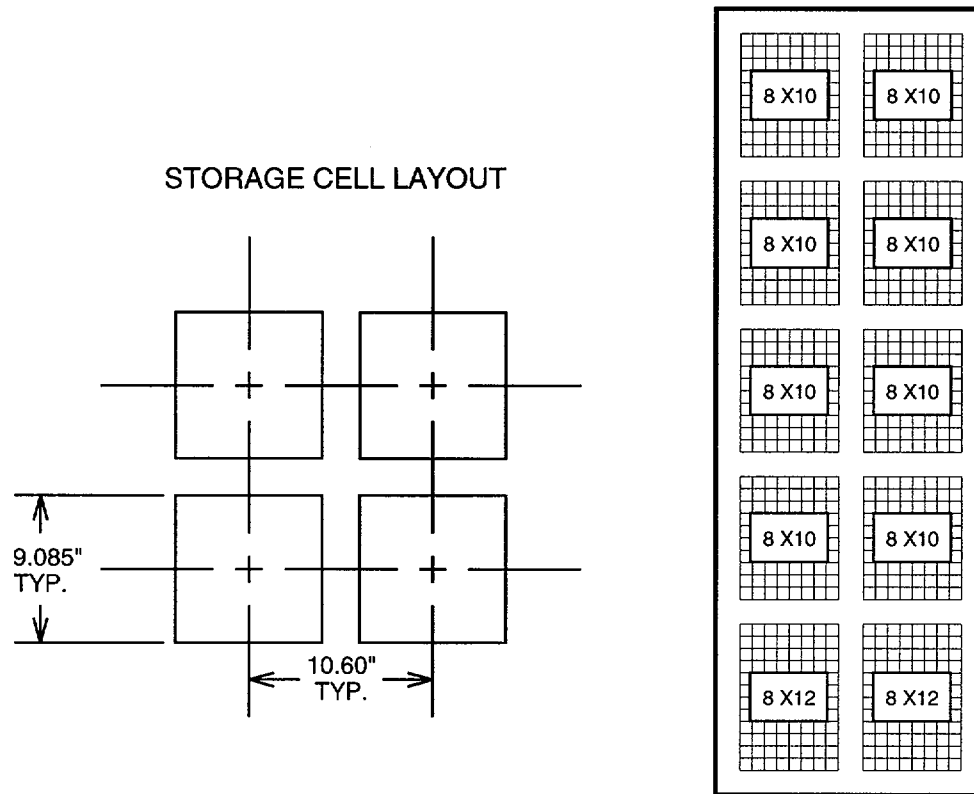 STORAGE CELL LAYOUT
9.085"
TYP.
10.60"
TYP.
8 X10 8 X10
8 X10 8 X10
8 X10 8 X10
8 X10 8 X10
8 X12 8 X12